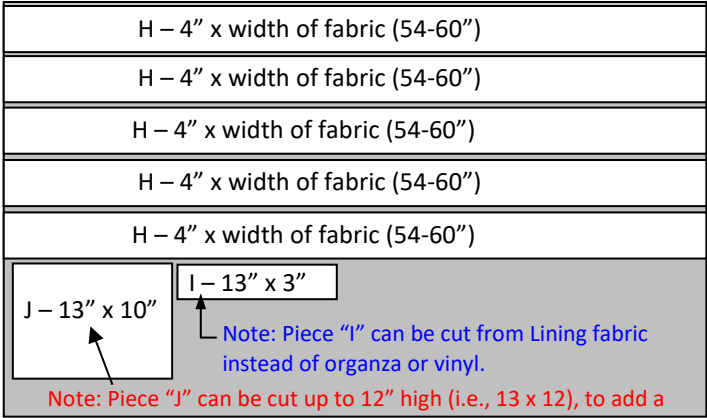 H – 4” x width of fabric (54-60”)
H – 4” x width of fabric (54-60”)
H – 4” x width of fabric (54-60”)
H – 4” x width of fabric (54-60”)
H – 4” x width of fabric (54-60”)
I – 13” x 3”
J – 13” x 10”
Note: Piece “I” can be cut from Lining fabric
instead of organza or vinyl.
Note: Piece “J” can be cut up to 12” high (i.e., 13 x 12), to add a